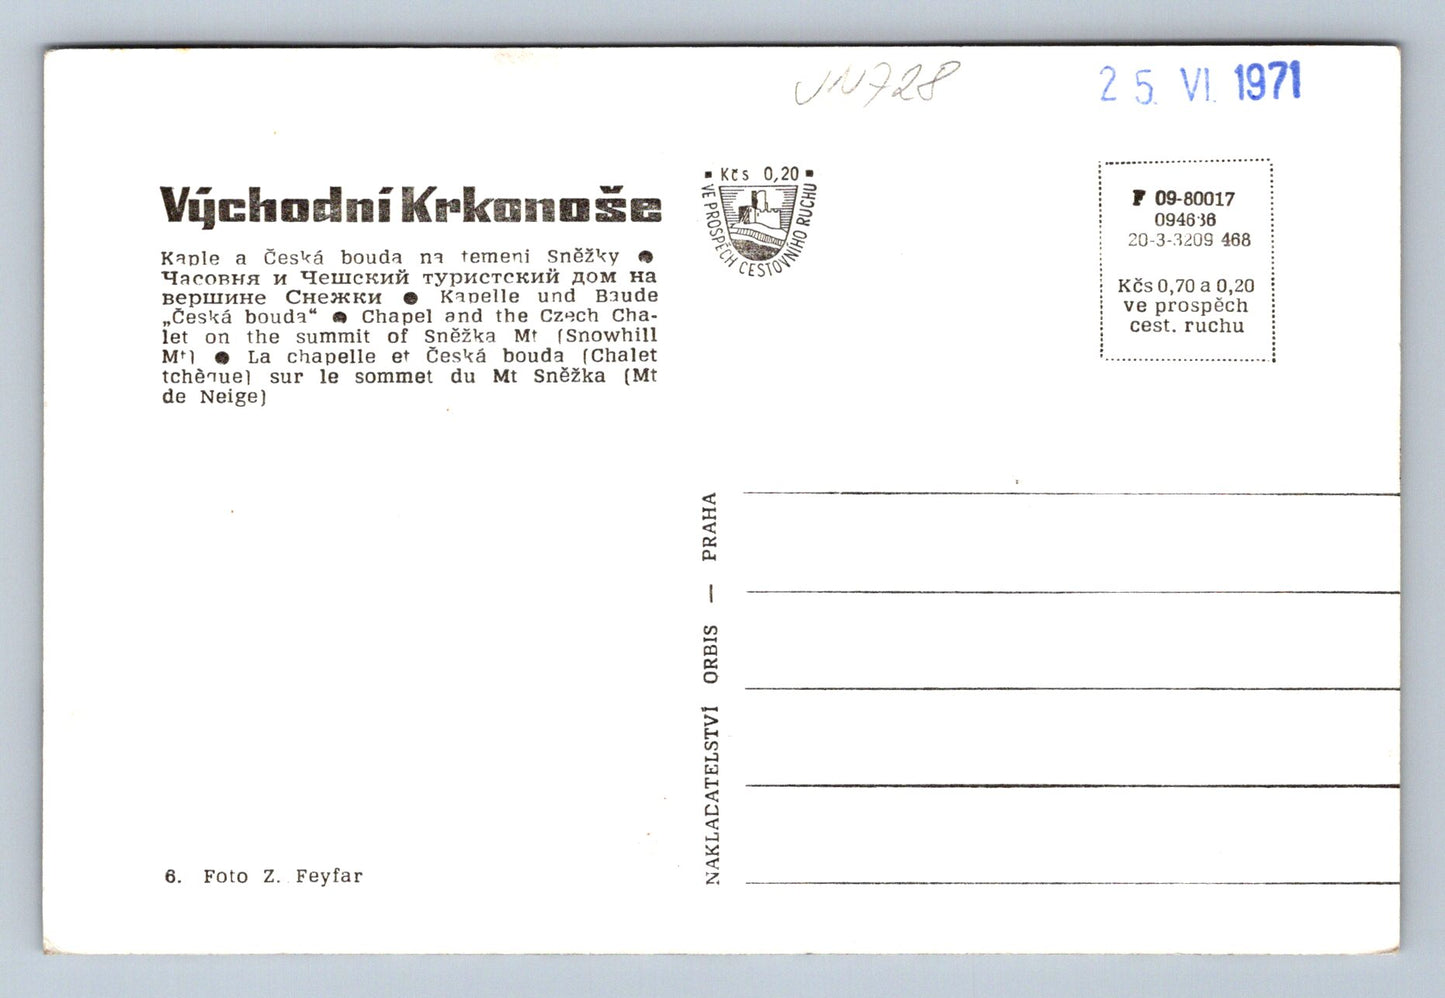 VN728
25. VI. 1971
Východní Krkonoše
Kaple a Česká bouda na temeni Sněžky ●
Часовня и Чешский туристский дом на
вершине Снежки ● Kapelle und Baude
„Česká bouda“ ● Chapel and the Czech Cha-
let on the summit of Sněžka Mt (Snowhill
Mt) ● La chapelle et Česká bouda (Chalet
tchèque) sur le sommet du Mt Sněžka (Mt
de Neige)
6. Foto Z. Feyfar
▪ Kčs 0,20 ▪
VE PROSPĚCH CESTOVNÍHO RUCHU
NAKLADATELSTVÍ ORBIS — PRAHA
F 09-80017
094636
20-3-3209 468
Kčs 0,70 a 0,20
ve prospěch
cest. ruchu